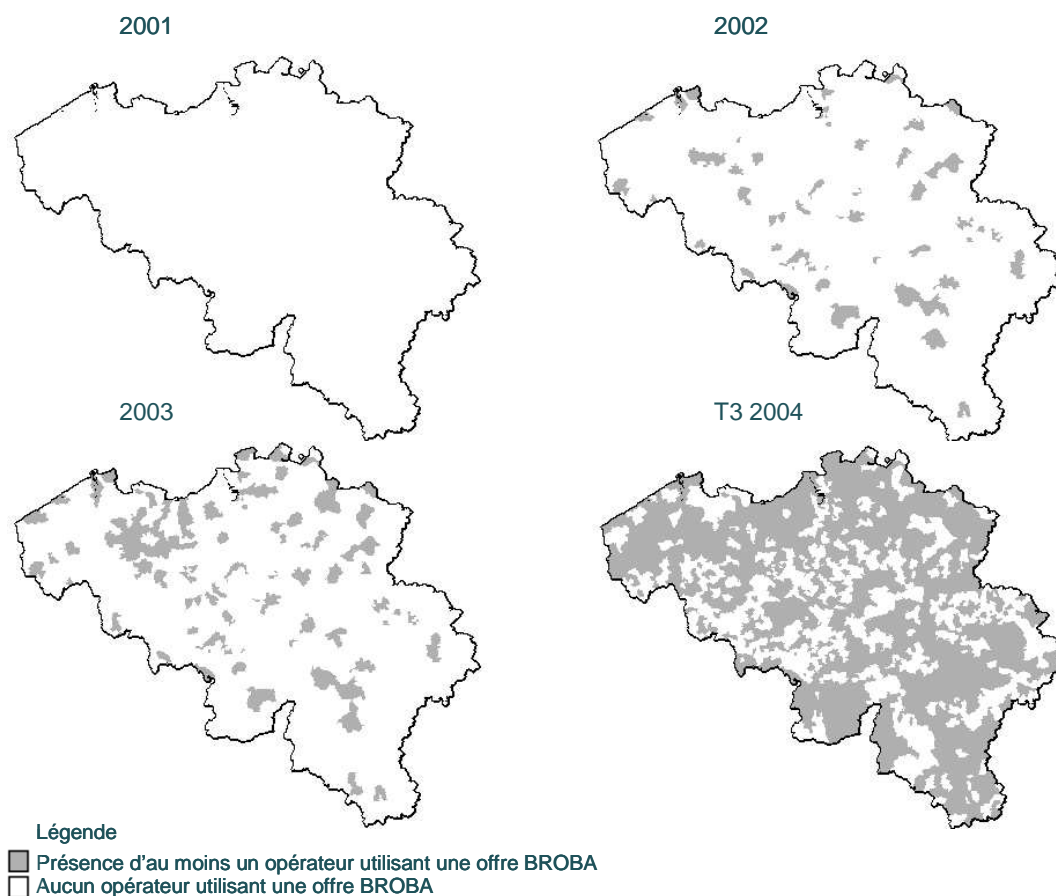 2001
2002
2003
T3 2004
Légende
Présence d'au moins un opérateur utilisant une offre BROBA
Aucun opérateur utilisant une offre BROBA